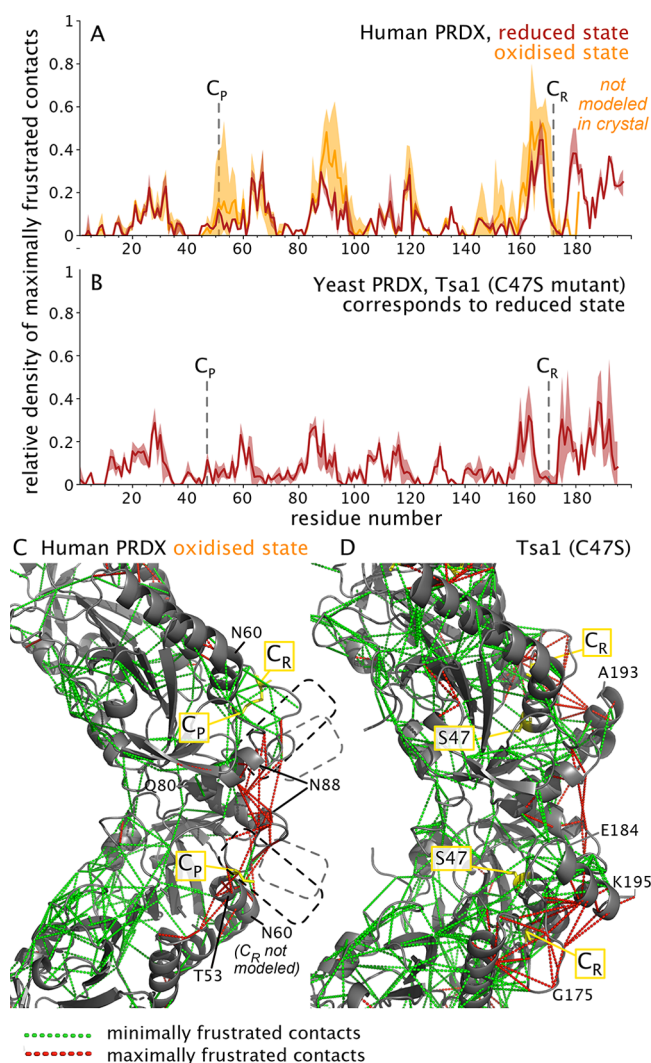 A Human PRDX, reduced state
oxidised state
not
modeled
in crystal
C_P
C_R
1
0.8
0.6
0.4
0.2
0
- 20 40 60 80 100 120 140 160 180
relative density of maximally frustrated contacts
B Yeast PRDX, Tsa1 (C47S mutant)
corresponds to reduced state
C_P
C_R
1
0.8
0.6
0.4
0.2
0
20 40 60 80 100 120 140 160 180
residue number
C Human PRDX oxidised state
N60
C_R
C_P
Q80
N88
C_P
N60
(C_R not
modeled)
T53
D Tsa1 (C47S)
C_R
A193
S47
E184
S47
K195
C_R
G175
minimally frustrated contacts
maximally frustrated contacts